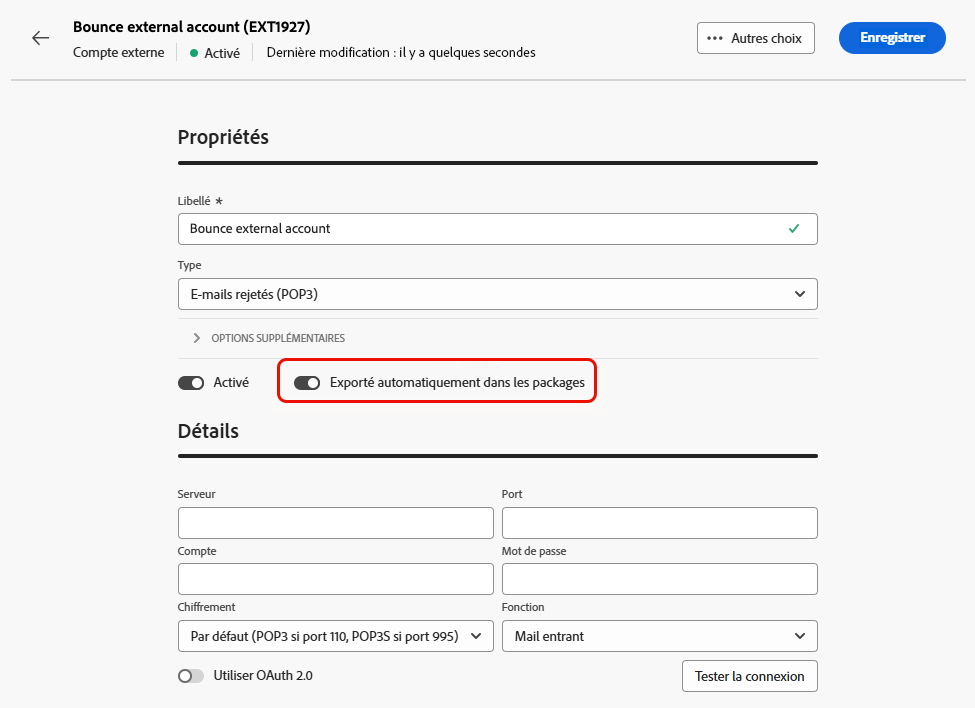 Bounce external account (EXT1927)
Compte externe
Activé
Dernière modification : il y a quelques secondes
Autres choix
Enregistrer
Propriétés
Libellé *
Bounce external account
Type
E-mails rejetés (POP3)
OPTIONS SUPPLÉMENTAIRES
Activé
Exporté automatiquement dans les packages
Détails
Serveur
Port
Compte
Mot de passe
Chiffrement
Fonction
Par défaut (POP3 si port 110, POP3S si port 995)
Mail entrant
Utiliser OAuth 2.0
Tester la connexion